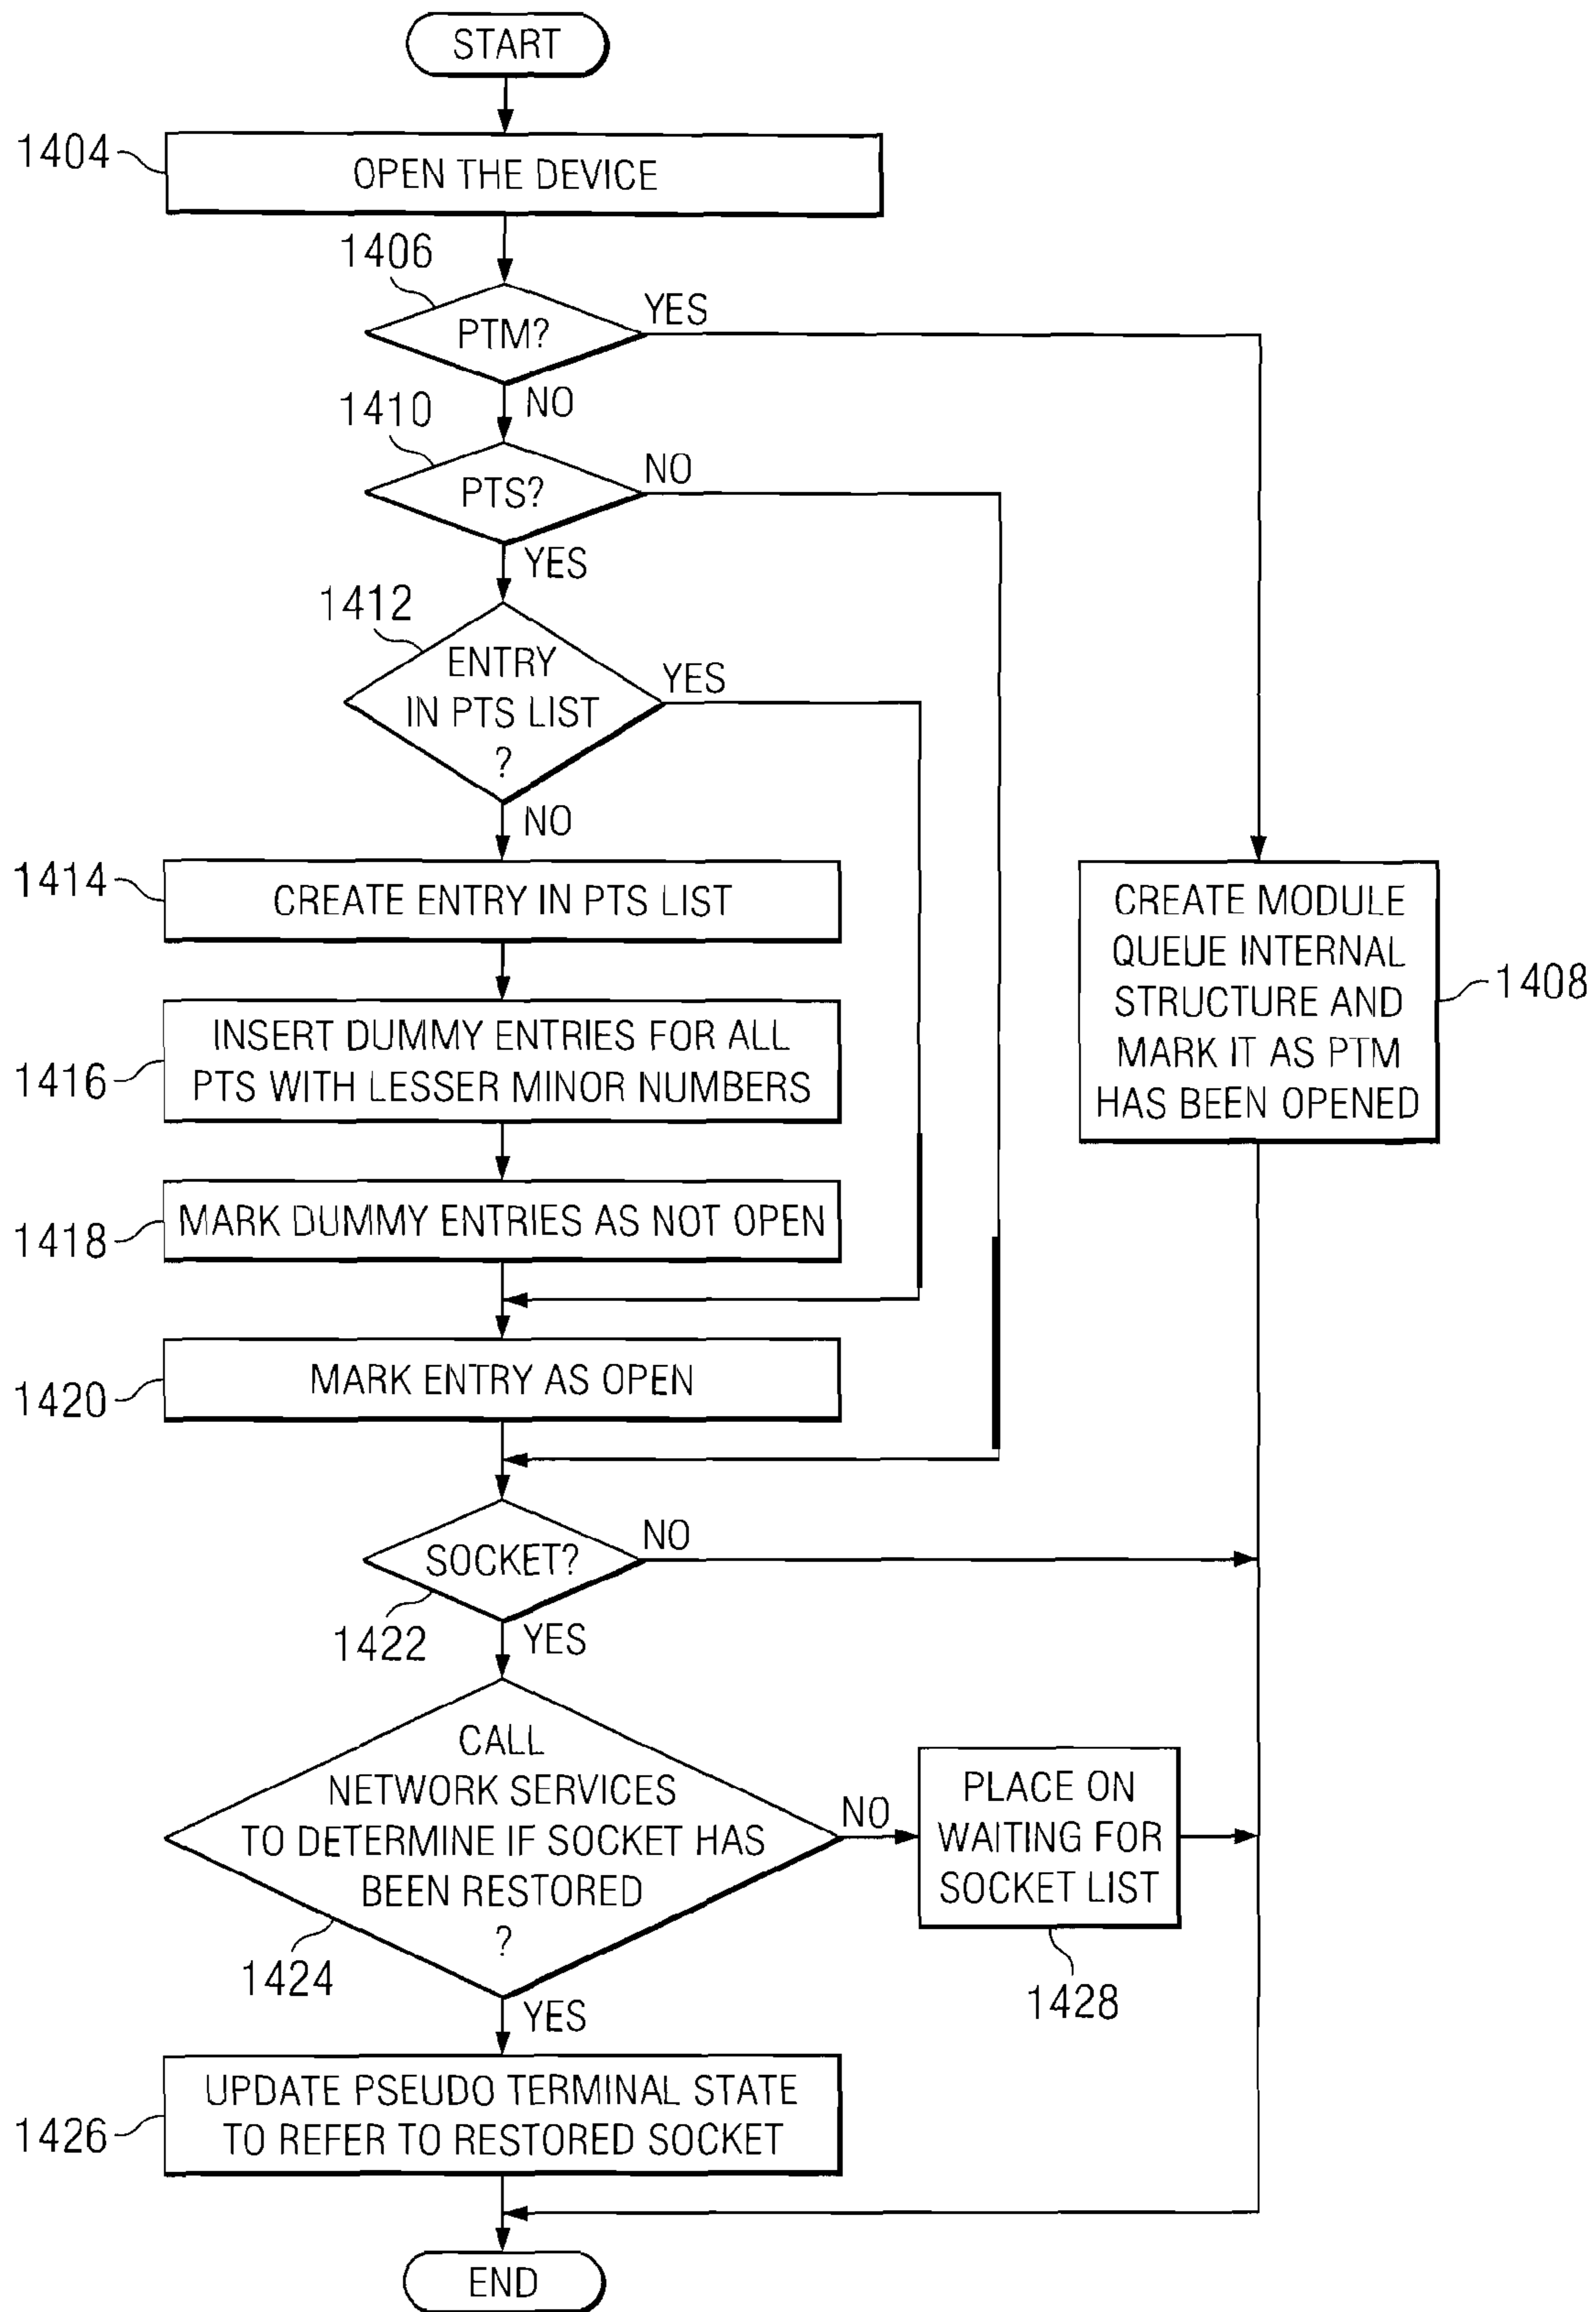 START
1404
OPEN THE DEVICE
1406
PTM?
YES
NO
1410
PTS?
NO
YES
1412
ENTRY
IN PTS LIST
?
YES
NO
1414
CREATE ENTRY IN PTS LIST
CREATE MODULE
QUEUE INTERNAL
STRUCTURE AND
MARK IT AS PTM
HAS BEEN OPENED
1408
1416
INSERT DUMMY ENTRIES FOR ALL
PTS WITH LESSER MINOR NUMBERS
1418
MARK DUMMY ENTRIES AS NOT OPEN
1420
MARK ENTRY AS OPEN
SOCKET?
NO
1422
YES
CALL
NETWORK SERVICES
TO DETERMINE IF SOCKET HAS
BEEN RESTORED
?
NO
PLACE ON
WAITING FOR
SOCKET LIST
1424
1428
YES
1426
UPDATE PSEUDO TERMINAL STATE
TO REFER TO RESTORED SOCKET
END